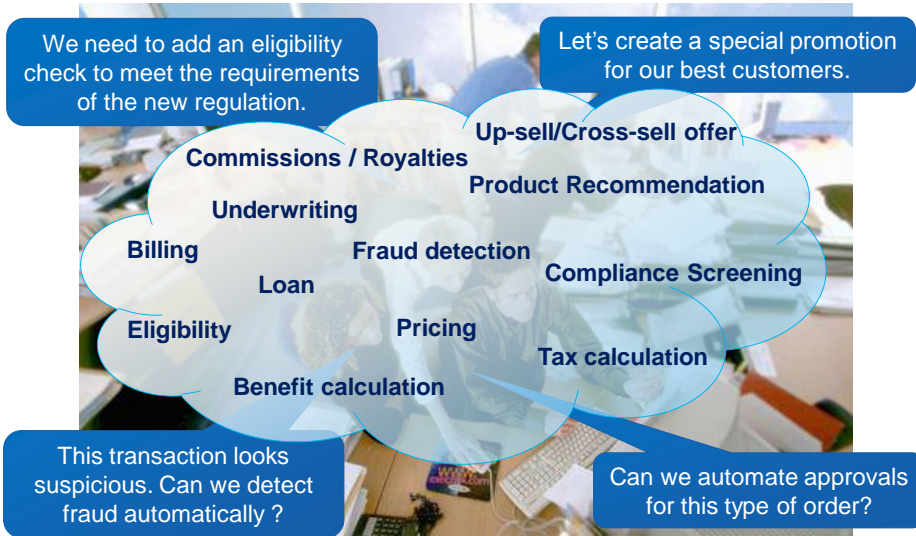 We need to add an eligibility
check to meet the requirements
of the new regulation.
Let's create a special promotion
for our best customers.
Up-sell/Cross-sell offer
Commissions / Royalties
Product Recommendation
Underwriting
Billing
Fraud detection
Compliance Screening
Loan
Eligibility
Pricing
Tax calculation
Benefit calculation
This transaction looks
suspicious. Can we detect
fraud automatically ?
Can we automate approvals
for this type of order?